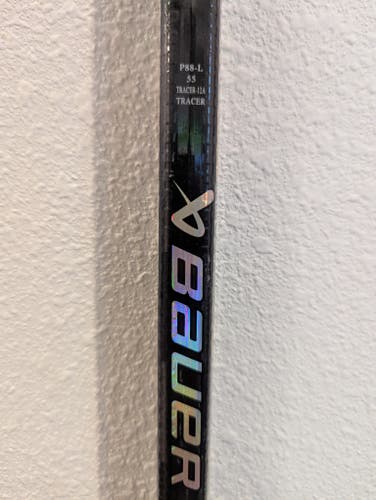 P88-L
55
TRACER-12A
TRACER
BAUER